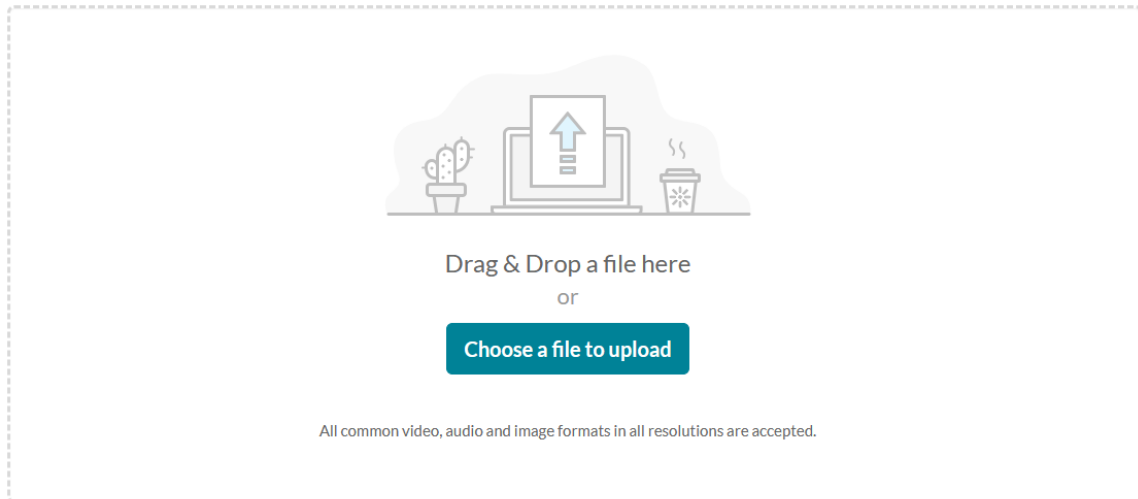 Drag & Drop a file here
or
Choose a file to upload
All common video, audio and image formats in all resolutions are accepted.